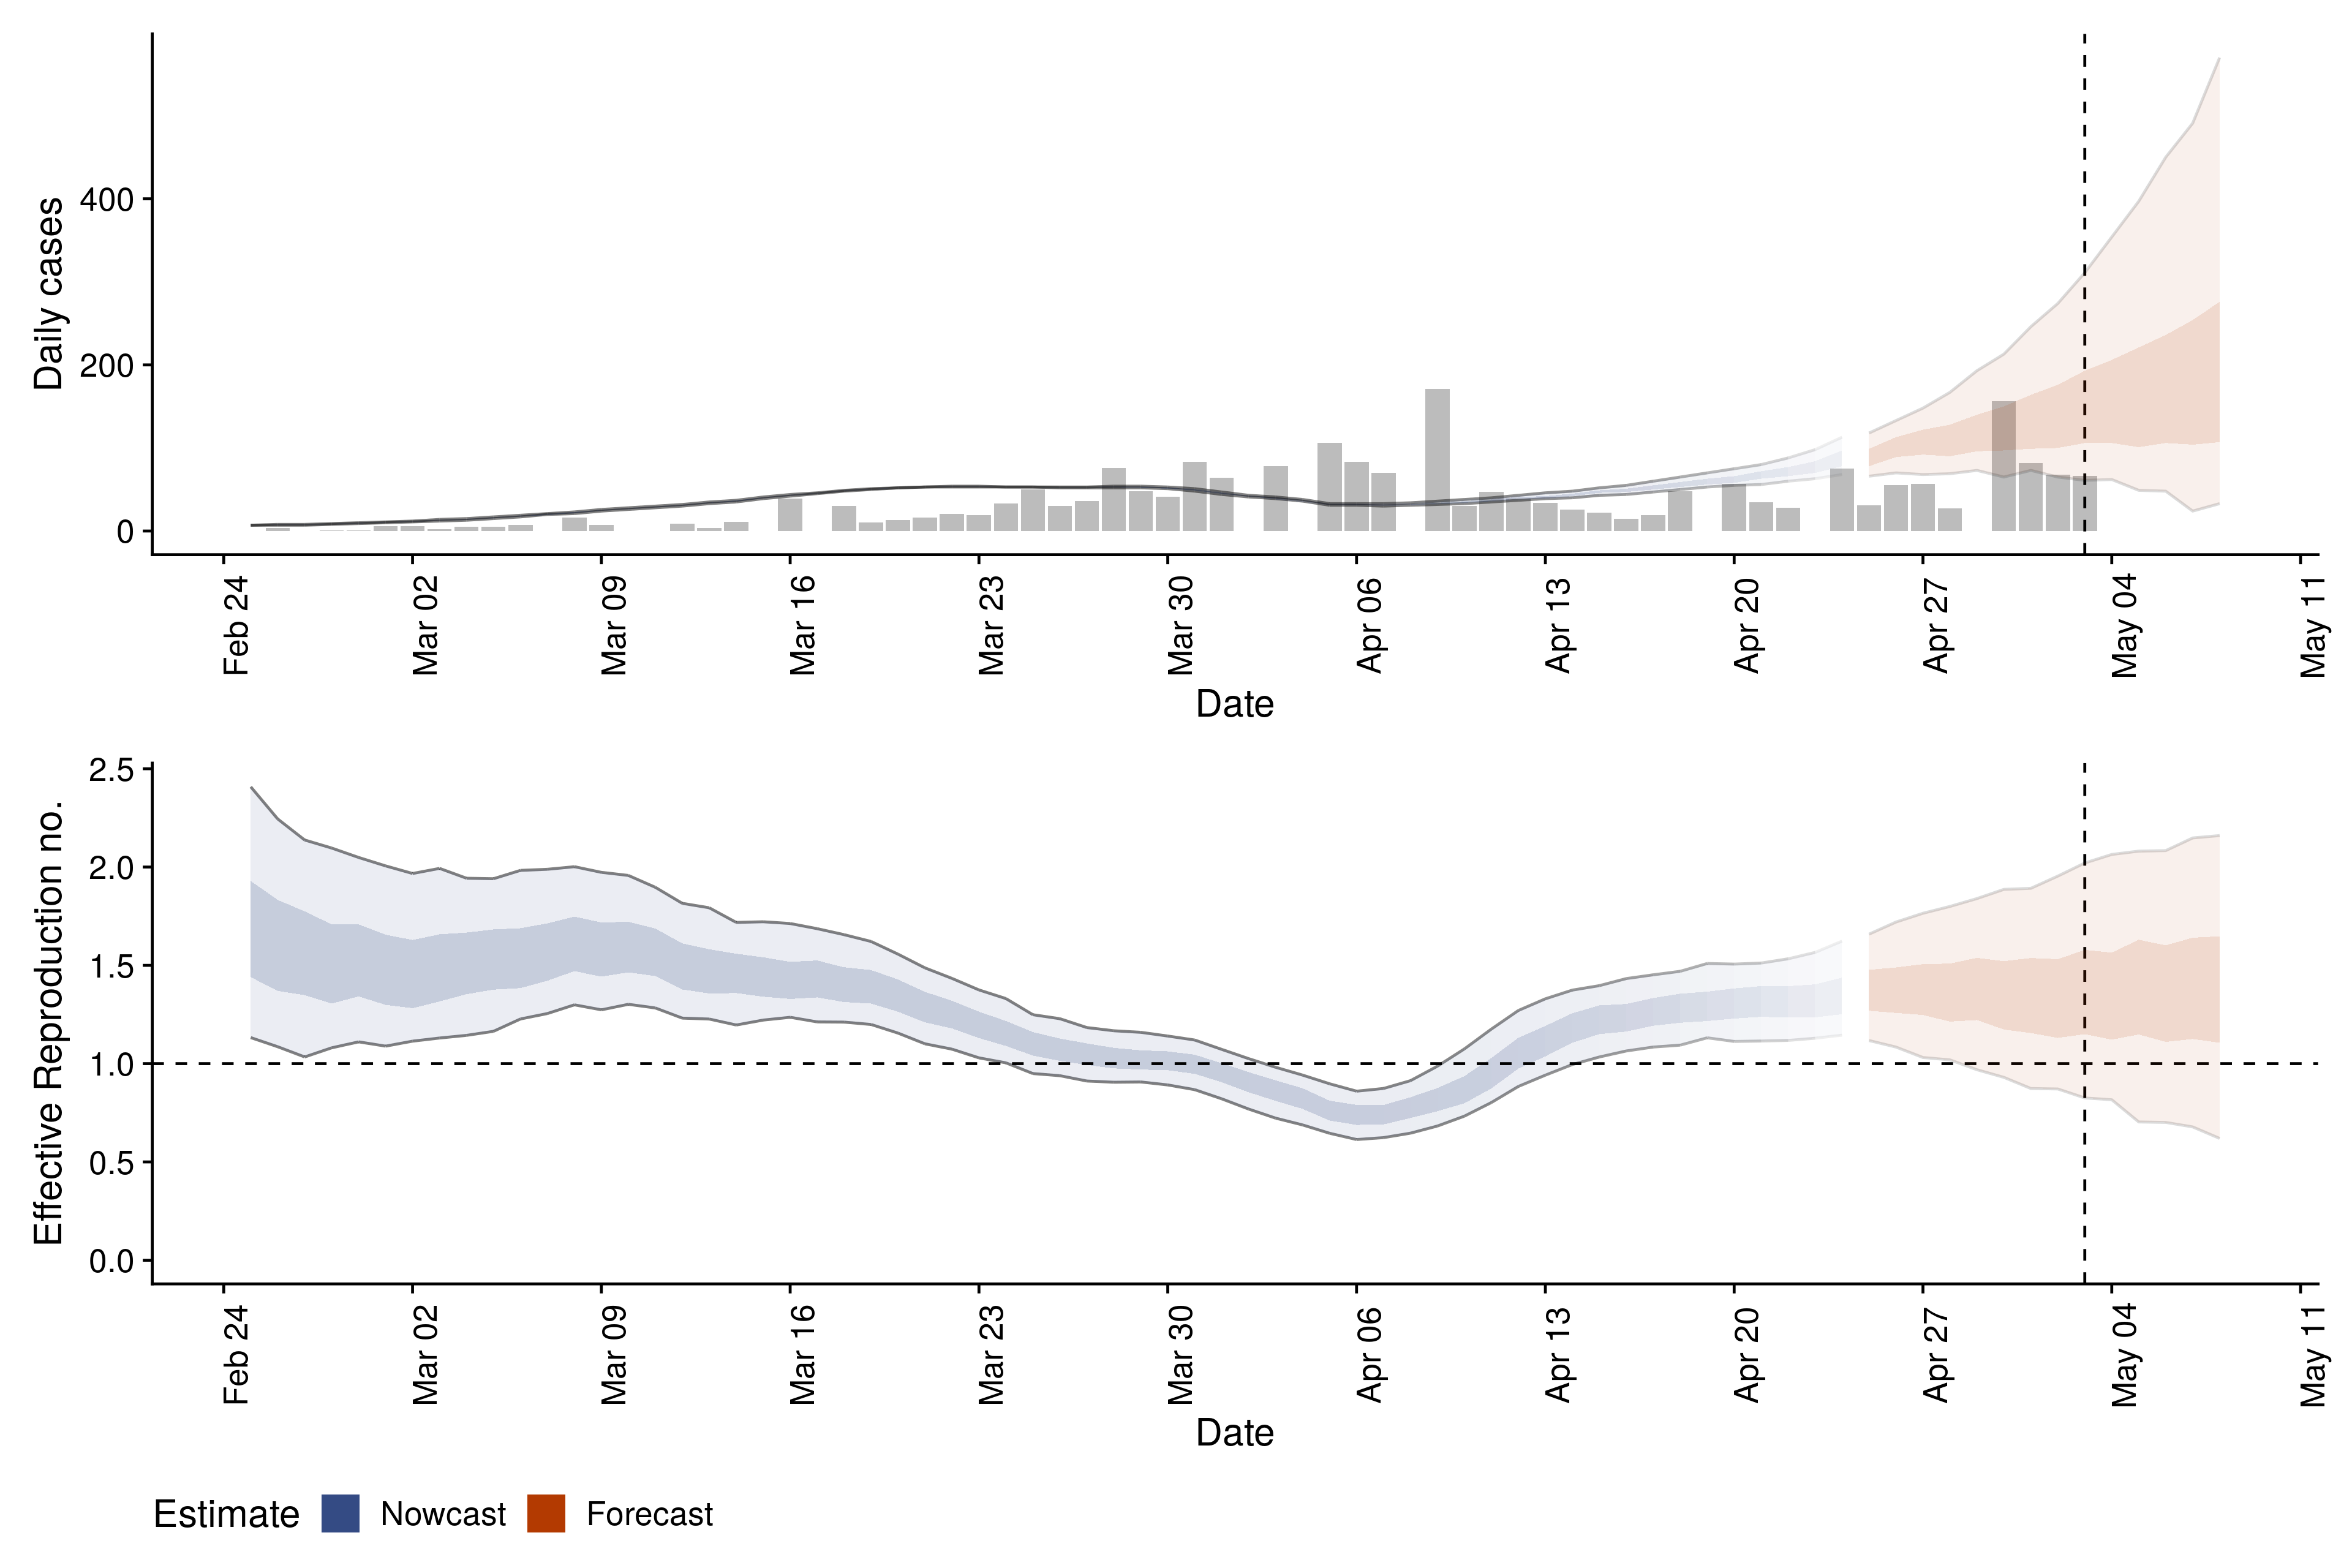 Daily cases
400
200
0
Feb 24
Mar 02
Mar 09
Mar 16
Mar 23
Mar 30
Apr 06
Apr 13
Apr 20
Apr 27
May 04
May 11
Date
Effective Reproduction no.
2.5
2.0
1.5
1.0
0.5
0.0
Feb 24
Mar 02
Mar 09
Mar 16
Mar 23
Mar 30
Apr 06
Apr 13
Apr 20
Apr 27
May 04
May 11
Date
Estimate Nowcast Forecast